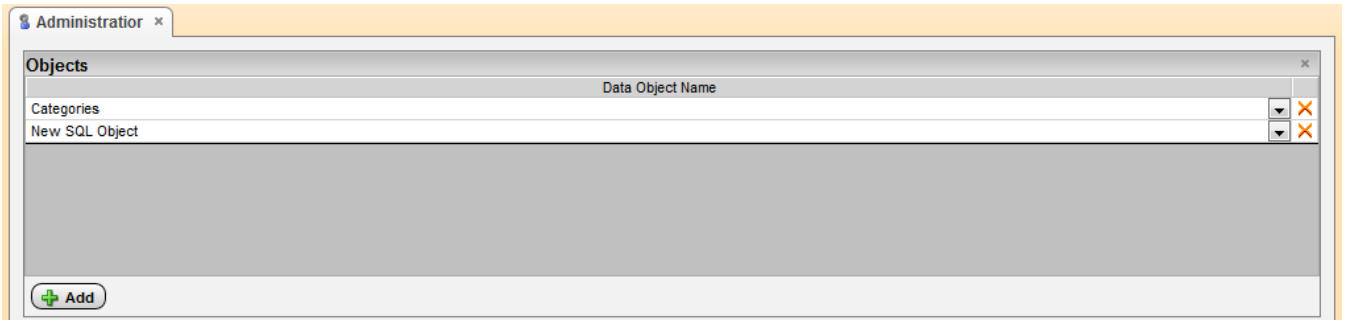 Administratior ×
Objects ×
Data Object Name
Categories
New SQL Object
Add